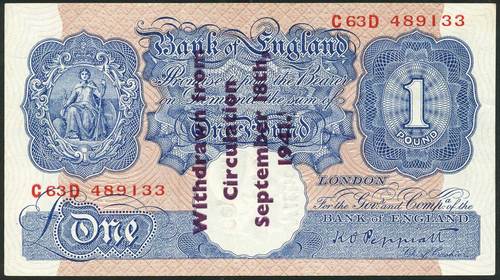 C63D 489133
Bank of England
Promise to pay the Bearer
on Demand the sum of
One Pound
1
POUND
Withdrawn from
Circulation
September 18th,
1941.
LONDON
For the Govr. and Compa. of the
BANK OF ENGLAND
C63D 489133
£ One
K O Peppiatt
Chief Cashier